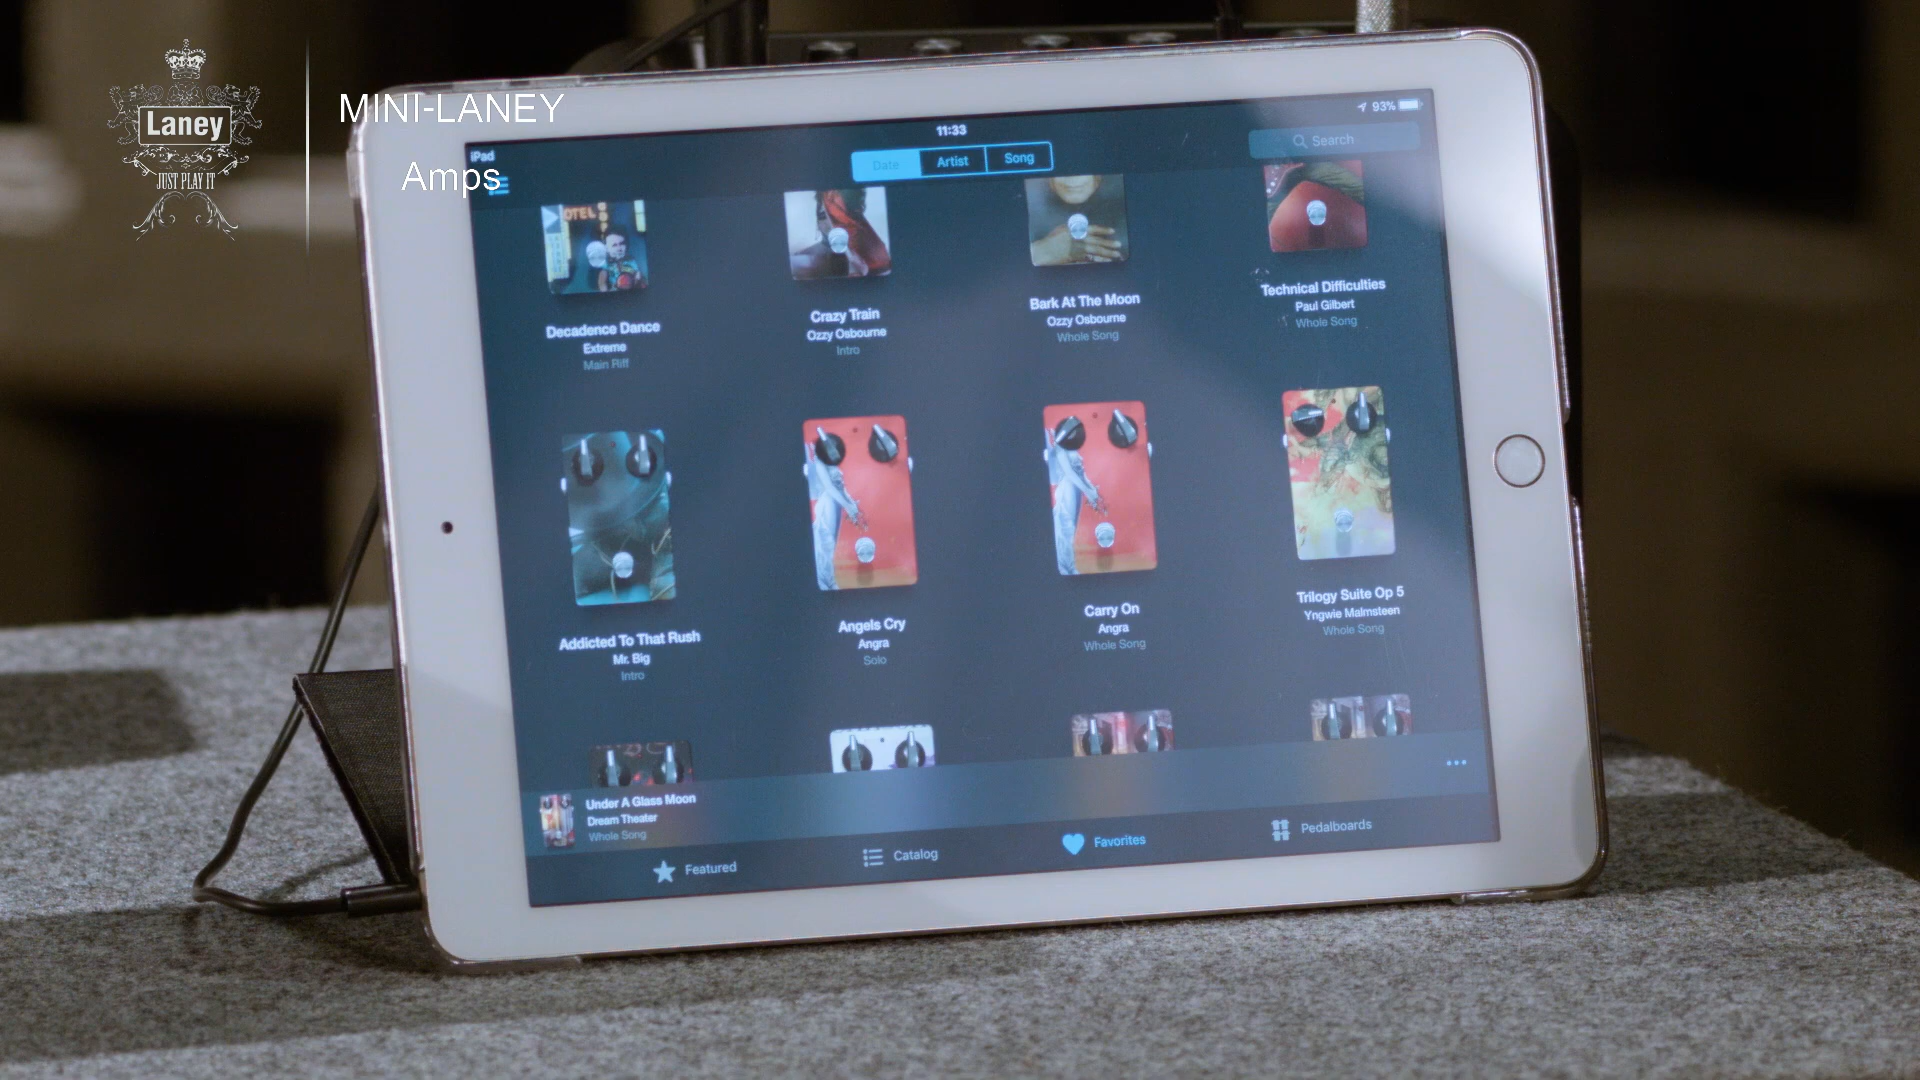 Laney
JUST PLAY IT
MINI-LANEY
Amps
iPad
11:33
93%
Date
Artist
Song
Search
OTEL
Decadence Dance
Extreme
Main Riff
Crazy Train
Ozzy Osbourne
Intro
Bark At The Moon
Ozzy Osbourne
Whole Song
Technical Difficulties
Paul Gilbert
Whole Song
Addicted To That Rush
Mr. Big
Intro
Angels Cry
Angra
Solo
Carry On
Angra
Whole Song
Trilogy Suite Op 5
Yngwie Malmsteen
Whole Song
Under A Glass Moon
Dream Theater
Whole Song
Featured
Catalog
Favorites
Pedalboards